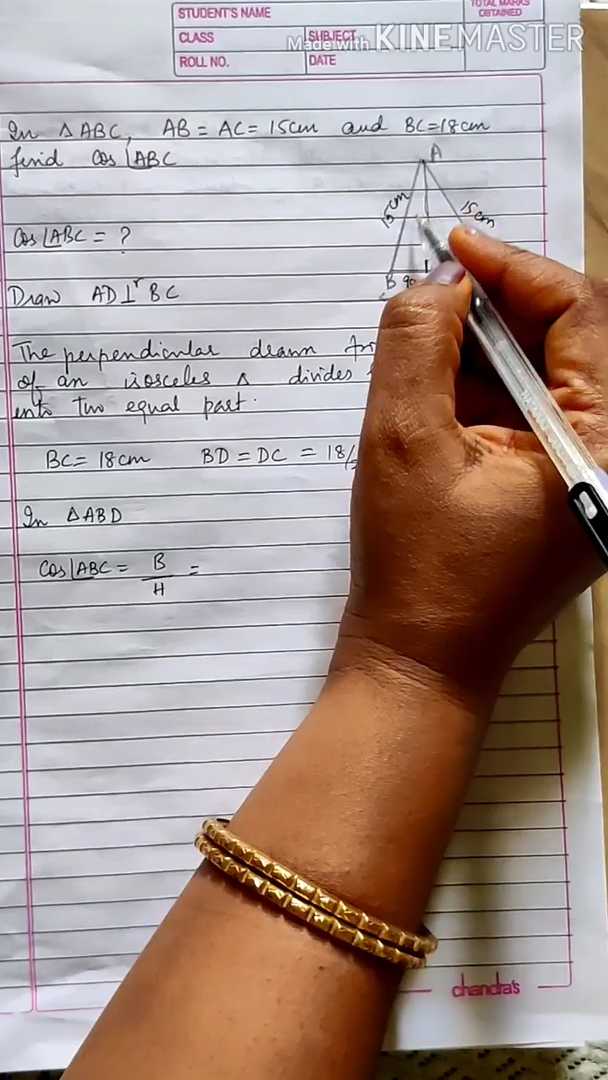 TOTAL MARKS
OBTAINED
STUDENT'S NAME
CLASS
SUBJECT
ROLL NO.
DATE
Made with KINEMASTER
In ΔABC, AB = AC = 15cm and BC=18cm
find Cos∠ABC
A
15cm
15cm
Cos∠ABC = ?
B
Draw AD⊥r BC
The perpendicular drawn
of an isosceles Δ divides
into two equal part.
BC= 18cm BD = DC = 18/
In ΔABD
Cos∠ABC = B/H =
chandra's